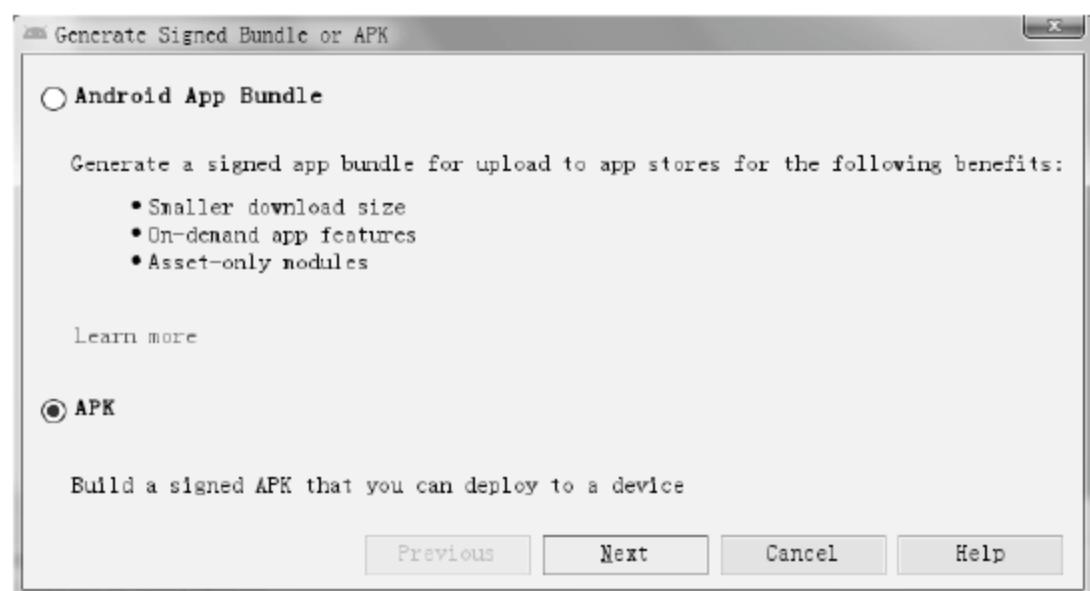 Generate Signed Bundle or APK
Android App Bundle
Generate a signed app bundle for upload to app stores for the following benefits:
• Smaller download size
• On-demand app features
• Asset-only modules
Learn more
APK
Build a signed APK that you can deploy to a device
Previous Next Cancel Help